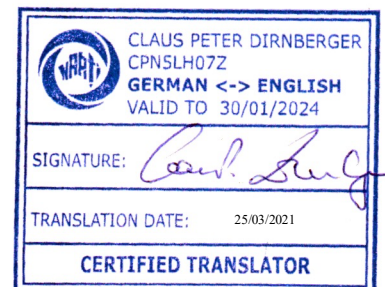 CLAUS PETER DIRNBERGER
CPN5LH07Z
GERMAN <-> ENGLISH
VALID TO 30/01/2024
SIGNATURE:
TRANSLATION DATE: 25/03/2021
CERTIFIED TRANSLATOR